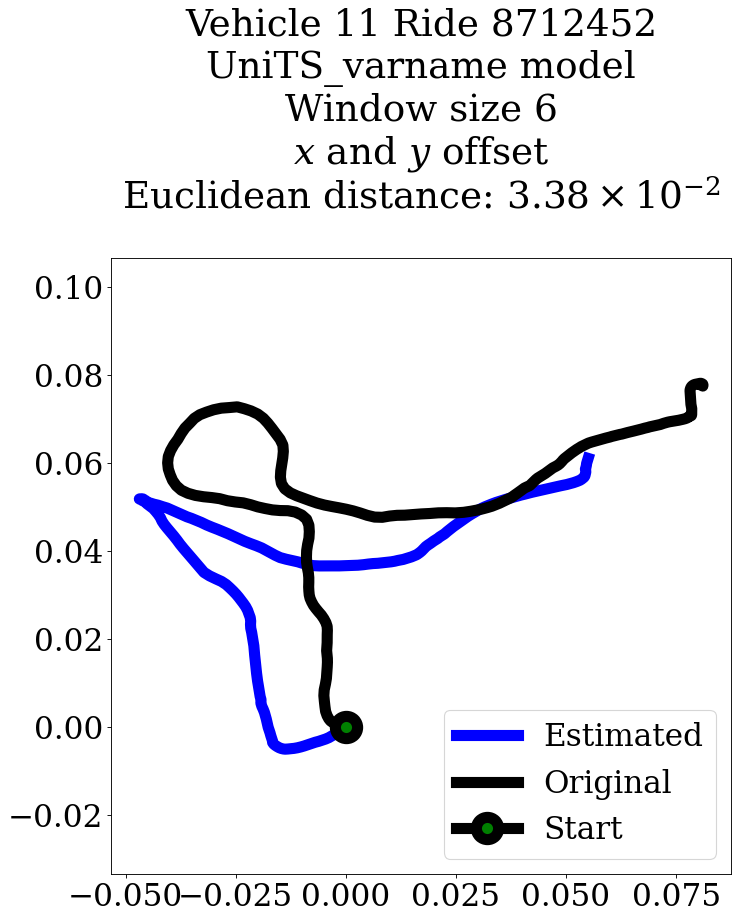 Vehicle 11 Ride 8712452
UniTS_varname model
Window size 6
x and y offset
Euclidean distance: 3.38 × 10⁻²
0.10
0.08
0.06
0.04
0.02
0.00
−0.02
Estimated
Original
Start
−0.050 −0.025 0.000 0.025 0.050 0.075